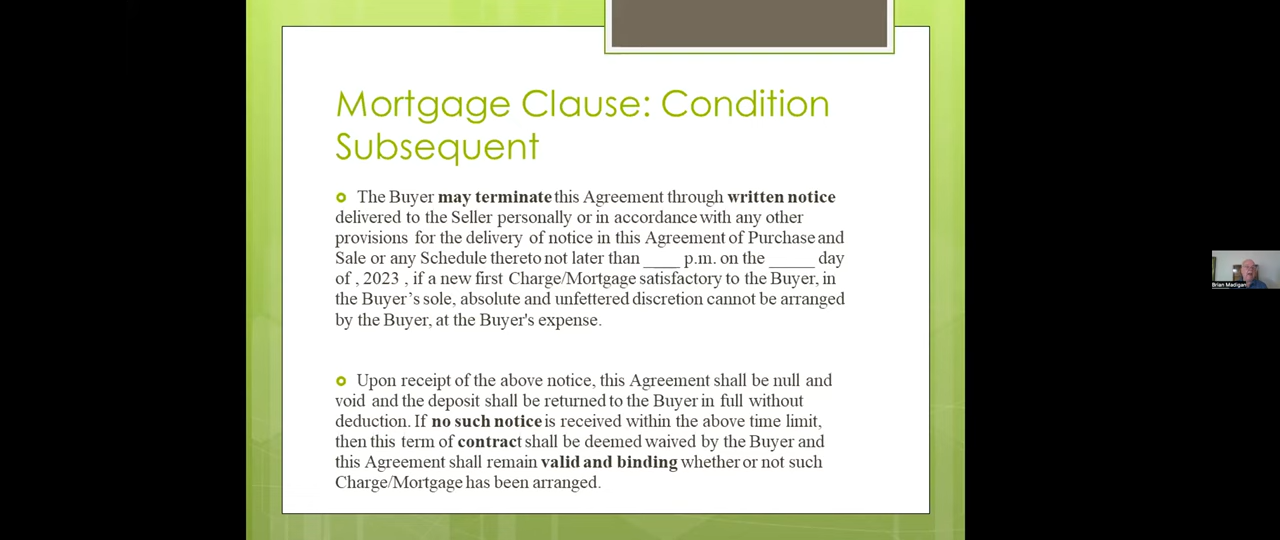 Mortgage Clause: Condition
Subsequent
The Buyer may terminate this Agreement through written notice
delivered to the Seller personally or in accordance with any other
provisions for the delivery of notice in this Agreement of Purchase and
Sale or any Schedule thereto not later than ____ p.m. on the _____ day
of , 2023 , if a new first Charge/Mortgage satisfactory to the Buyer, in
the Buyer's sole, absolute and unfettered discretion cannot be arranged
by the Buyer, at the Buyer's expense.
Upon receipt of the above notice, this Agreement shall be null and
void and the deposit shall be returned to the Buyer in full without
deduction. If no such notice is received within the above time limit,
then this term of contract shall be deemed waived by the Buyer and
this Agreement shall remain valid and binding whether or not such
Charge/Mortgage has been arranged.
Brian Madigan